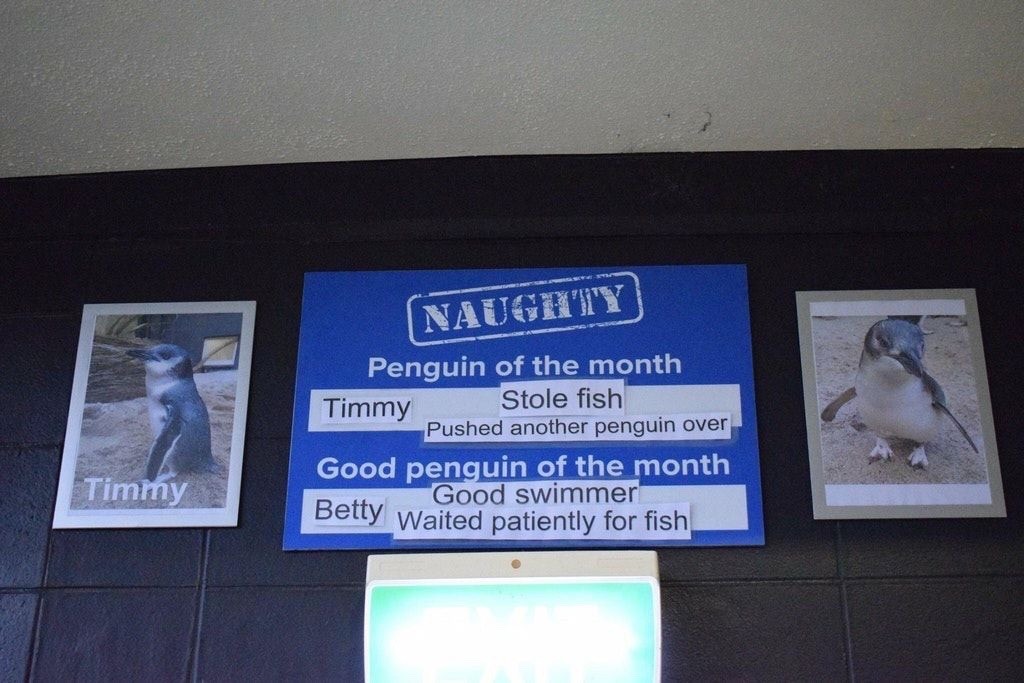 NAUGHTY
Penguin of the month
Timmy Stole fish
Pushed another penguin over
Good penguin of the month
Betty Good swimmer
Waited patiently for fish
Timmy
EXIT